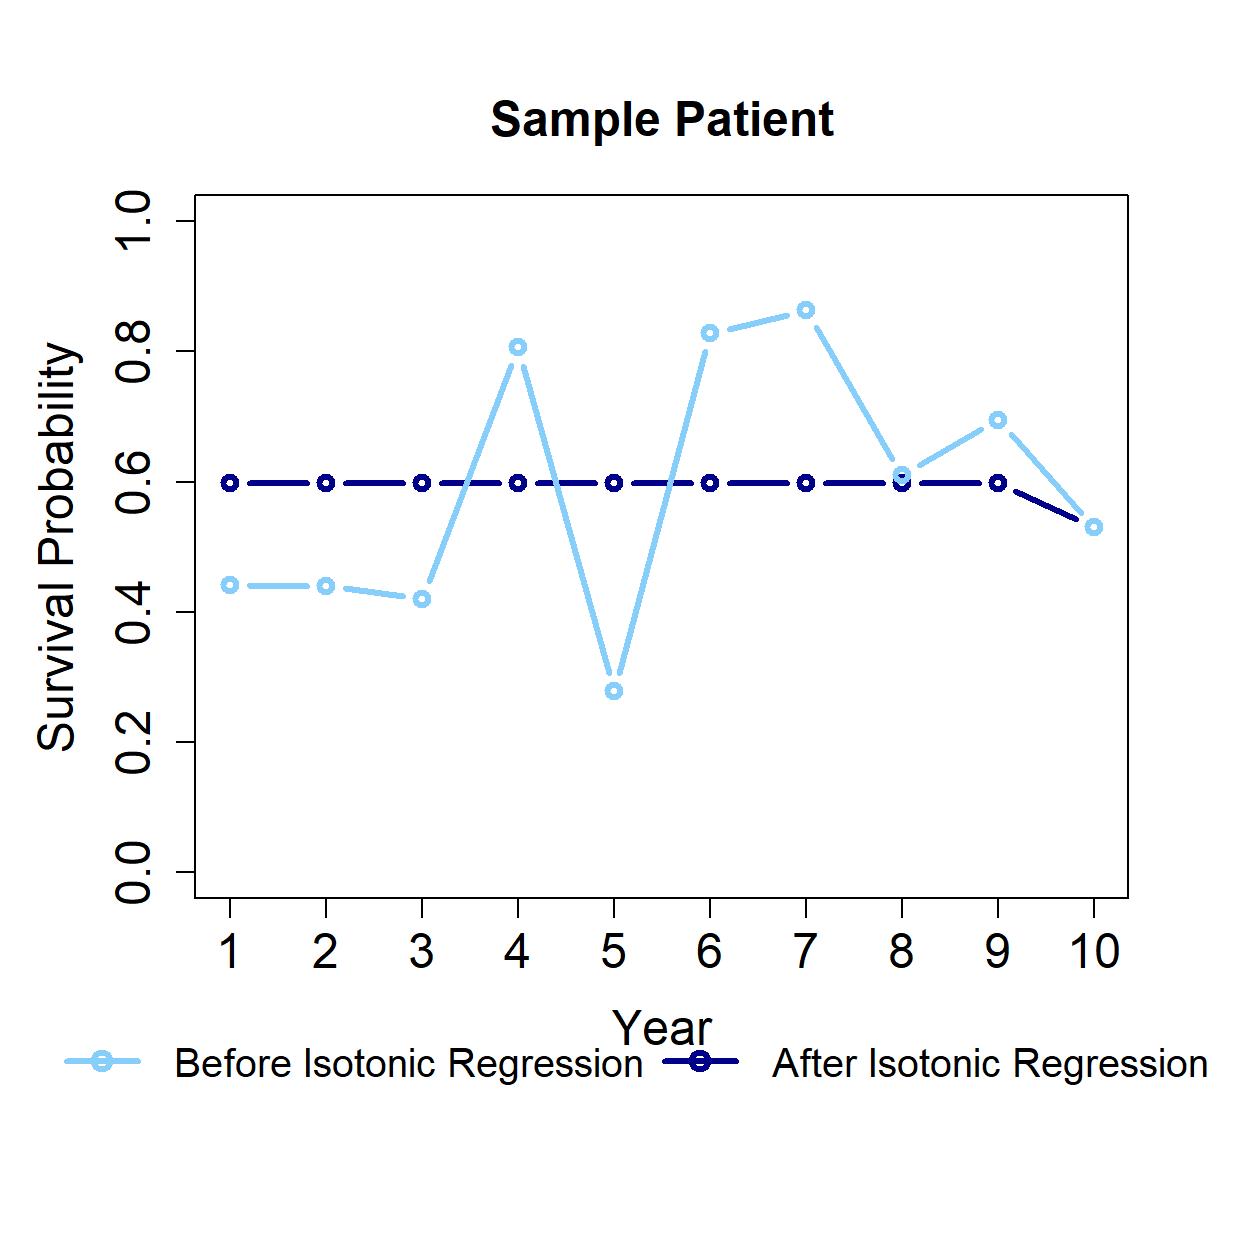 Sample Patient
1.0
0.8
0.6
0.4
0.2
0.0
Survival Probability
1 2 3 4 5 6 7 8 9 10
Year
Before Isotonic Regression After Isotonic Regression